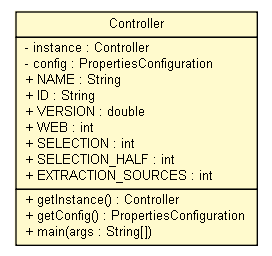 Controller
- instance : Controller
- config : PropertiesConfiguration
+ NAME : String
+ ID : String
+ VERSION : double
+ WEB : int
+ SELECTION : int
+ SELECTION_HALF : int
+ EXTRACTION_SOURCES : int
+ getInstance() : Controller
+ getConfig() : PropertiesConfiguration
+ main(args : String[])